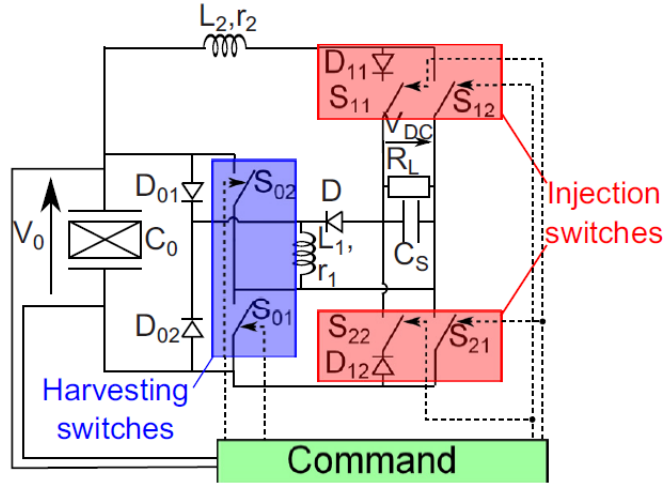 L2,r2
D11
S11
S12
VDC
RL
D01
S02
D
Injection
switches
V0
C0
L1,
r1
CS
D02
S01
S22
S21
D12
Harvesting
switches
Command